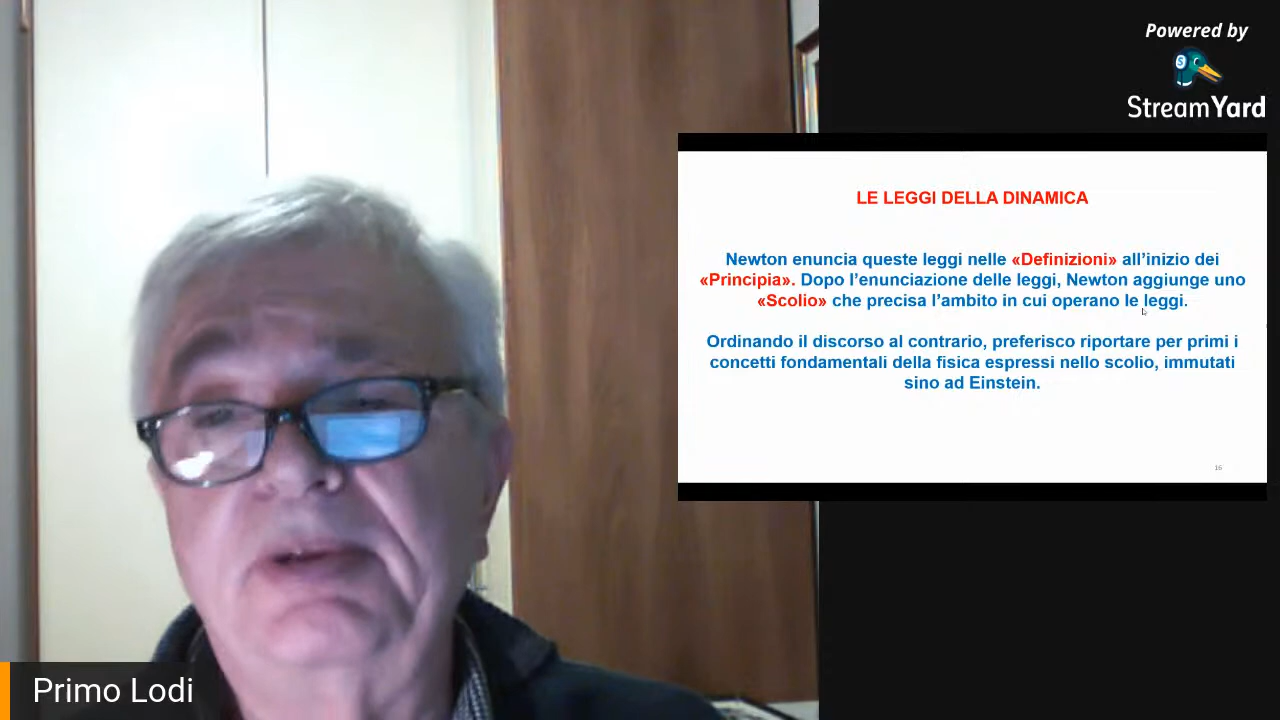 Powered by
StreamYard
LE LEGGI DELLA DINAMICA
Newton enuncia queste leggi nelle «Definizioni» all’inizio dei
«Principia». Dopo l’enunciazione delle leggi, Newton aggiunge uno
«Scolio» che precisa l’ambito in cui operano le leggi.
Ordinando il discorso al contrario, preferisco riportare per primi i
concetti fondamentali della fisica espressi nello scolio, immutati
sino ad Einstein.
16
Primo Lodi